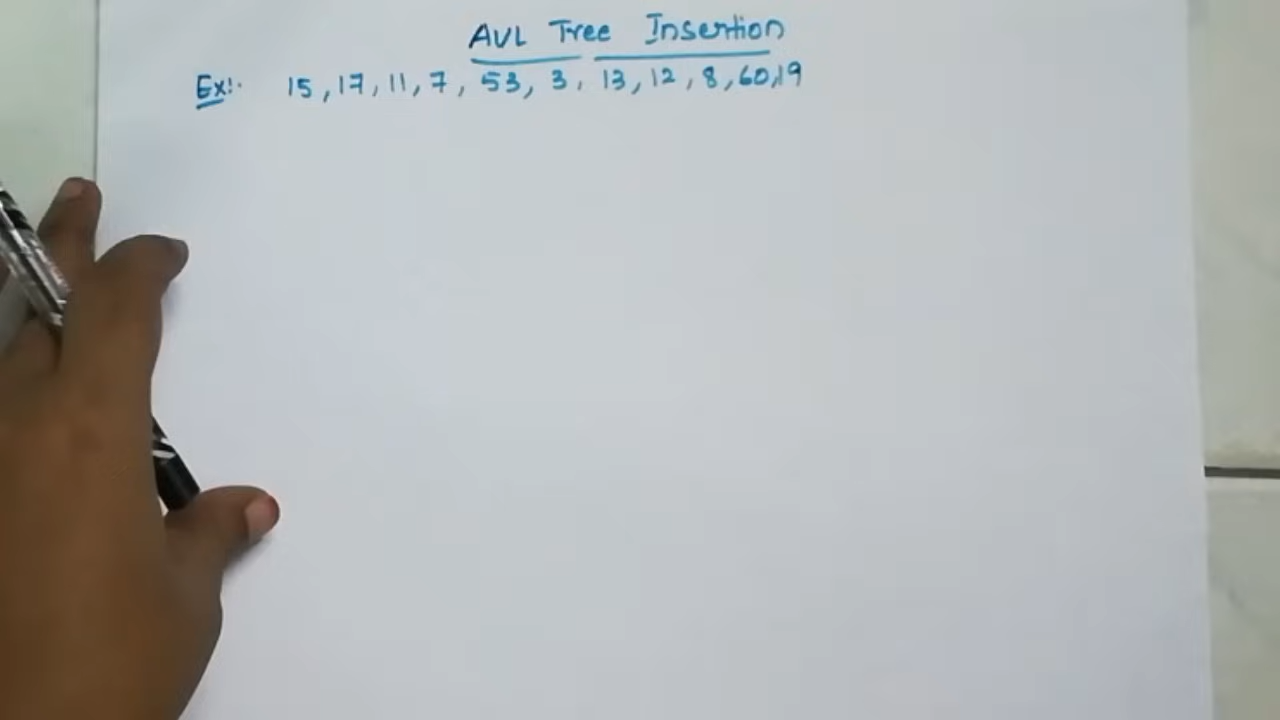 AVL Tree Insertion
Ex:- 15, 17, 11, 7, 53, 3, 13, 12, 8, 60, 19